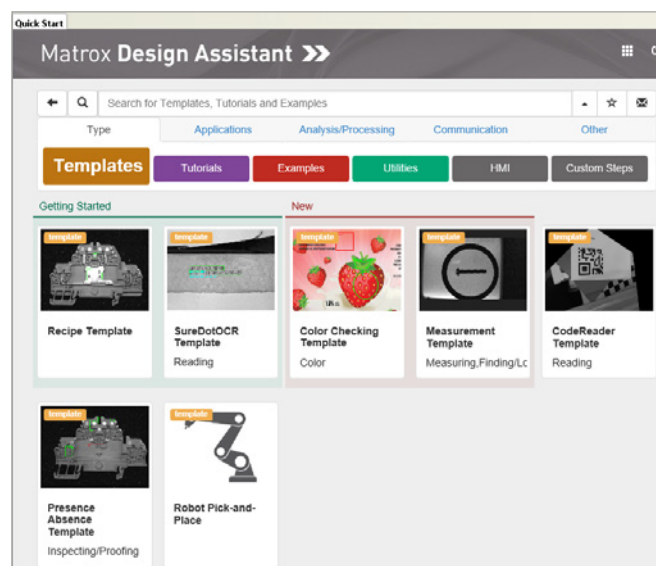 Quick Start
Matrox Design Assistant
Search for Templates, Tutorials and Examples
Type Applications Analysis/Processing Communication Other
Templates Tutorials Examples Utilities HMI Custom Steps
Getting Started New
template template template template template
Recipe Template
SureDotOCR
Template
Reading
Color Checking
Template
Color
Measurement
Template
Measuring,Finding/Lo
CodeReader
Template
Reading
template template
Presence
Absence
Template
Inspecting/Proofing
Robot Pick-and-
Place